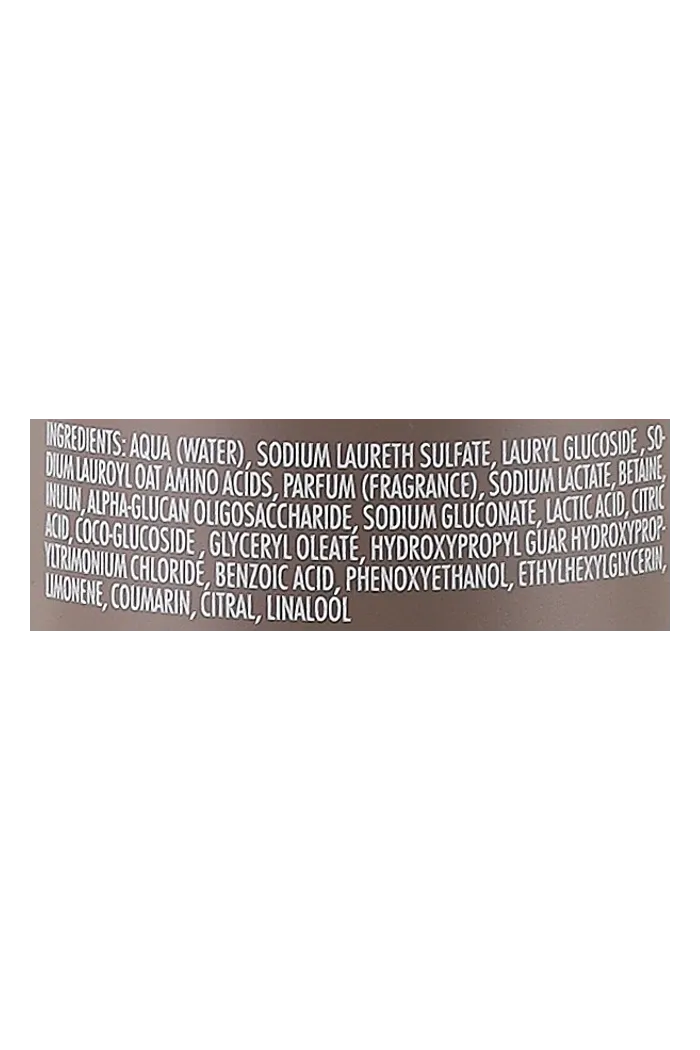 INGREDIENTS: AQUA (WATER), SODIUM LAURETH SULFATE, LAURYL GLUCOSIDE, SO-
DIUM LAUROYL OAT AMINO ACIDS, PARFUM (FRAGRANCE), SODIUM LACTATE, BETAINE,
INULIN, ALPHA-GLUCAN OLIGOSACCHARIDE, SODIUM GLUCONATE, LACTIC ACID, CITRIC
ACID, COCO-GLUCOSIDE, GLYCERYL OLEATE, HYDROXYPROPYL GUAR HYDROXYPROP-
YLTRIMONIUM CHLORIDE, BENZOIC ACID, PHENOXYETHANOL, ETHYLHEXYLGLYCERIN,
LIMONENE, COUMARIN, CITRAL, LINALOOL